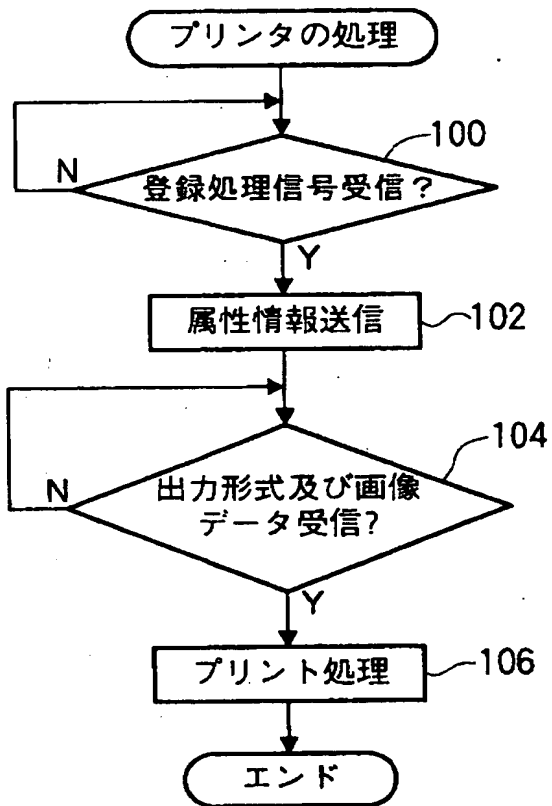 プリンタの処理
100
N
登録処理信号受信?
Y
属性情報送信
102
104
N
出力形式及び画像
データ受信?
Y
プリント処理
106
エンド